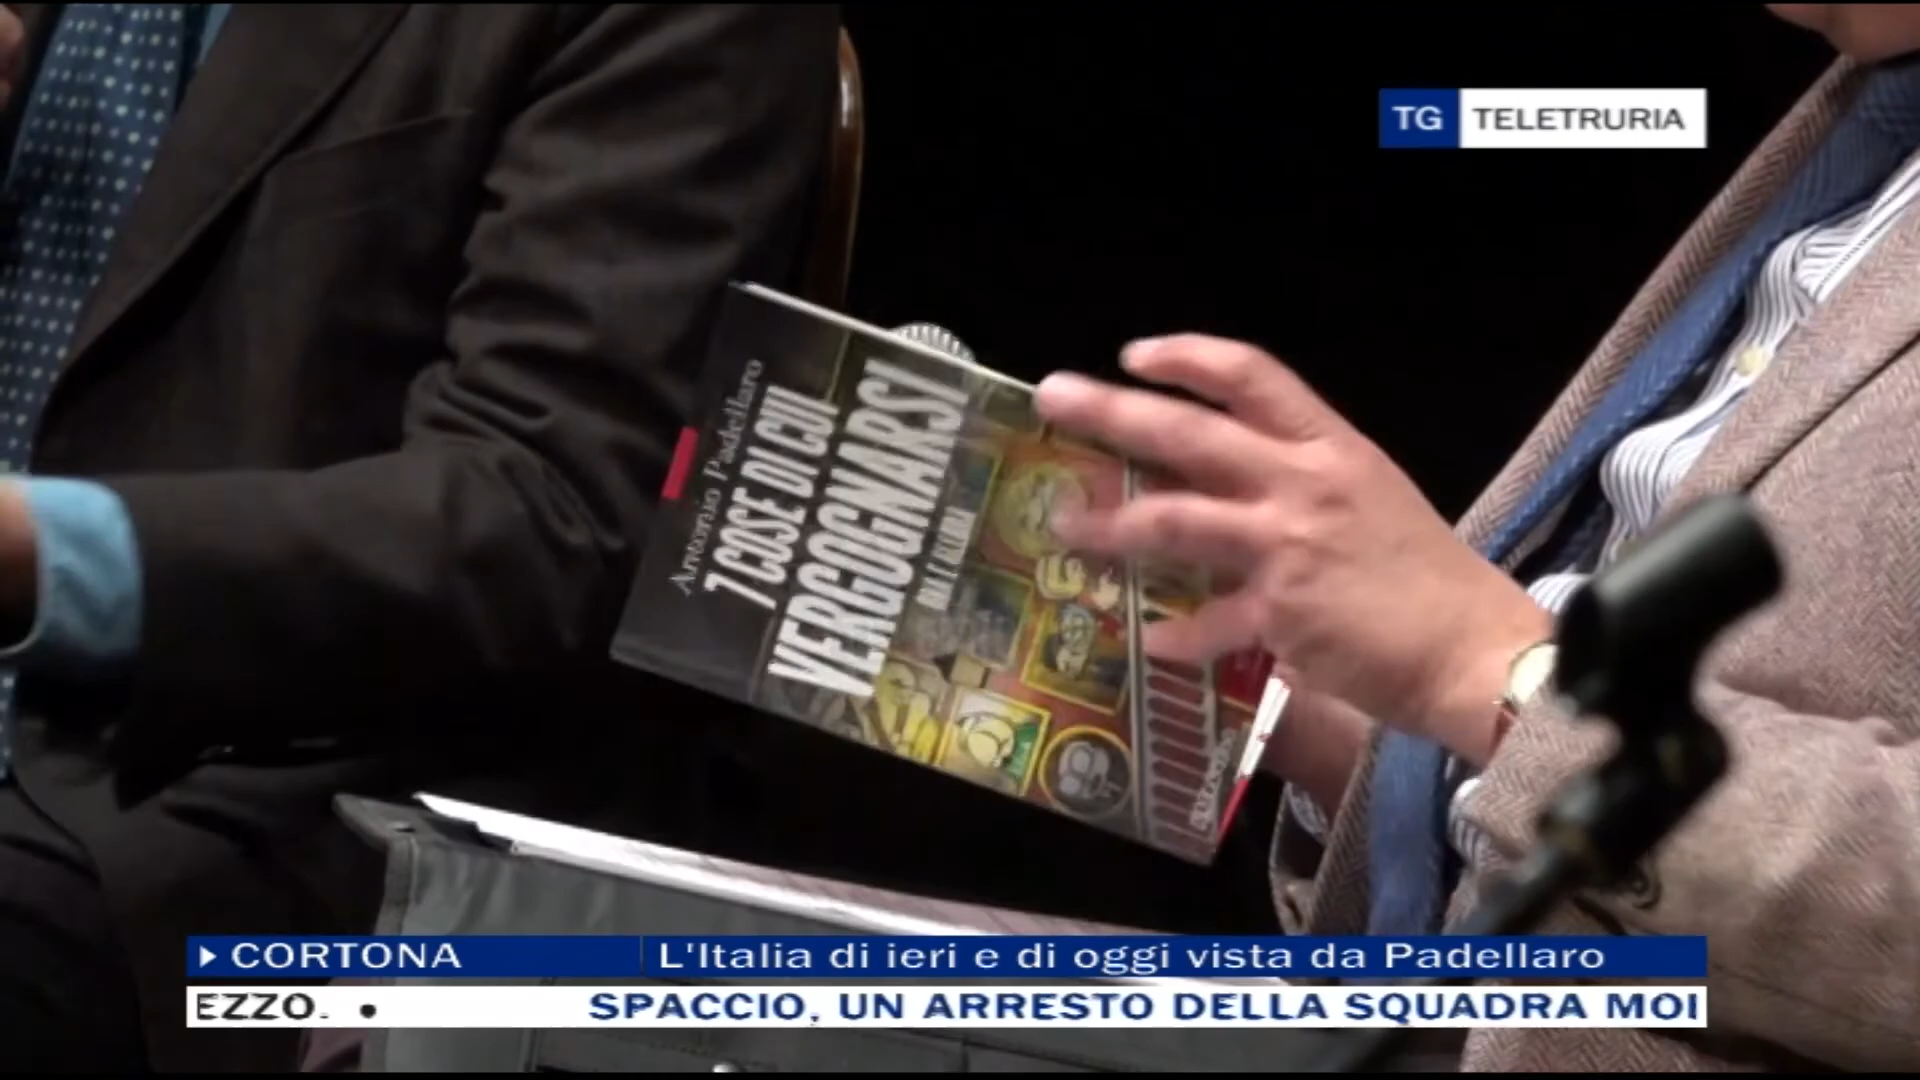 TG TELETRURIA
Antonio Padellaro
7 COSE DI CUI
VERGOGNARSI
CORTONA
L'Italia di ieri e di oggi vista da Padellaro
EZZO. • SPACCIO, UN ARRESTO DELLA SQUADRA MOI